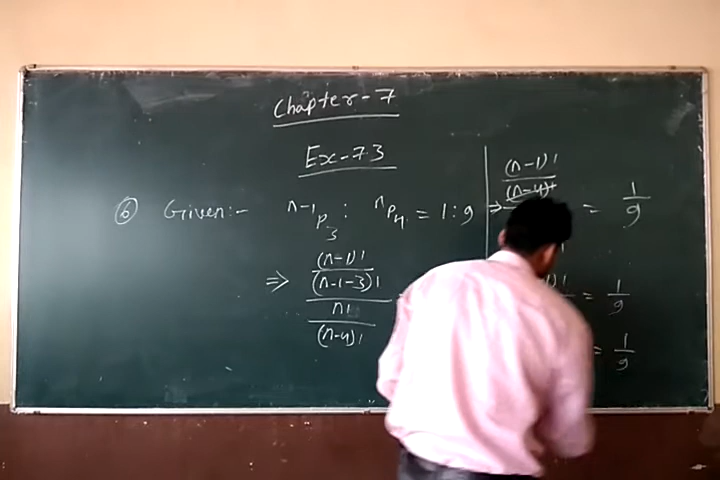 Chapter-7
Ex-7.3
⑥ Given:- n-1P3 : nP4 = 1:9
⇒ (n-1)!
(n-1-3)!
n!
(n-4)!
⇒ (n-1)!
(n-4)!
= 1/9
= 1/9
= 1/9